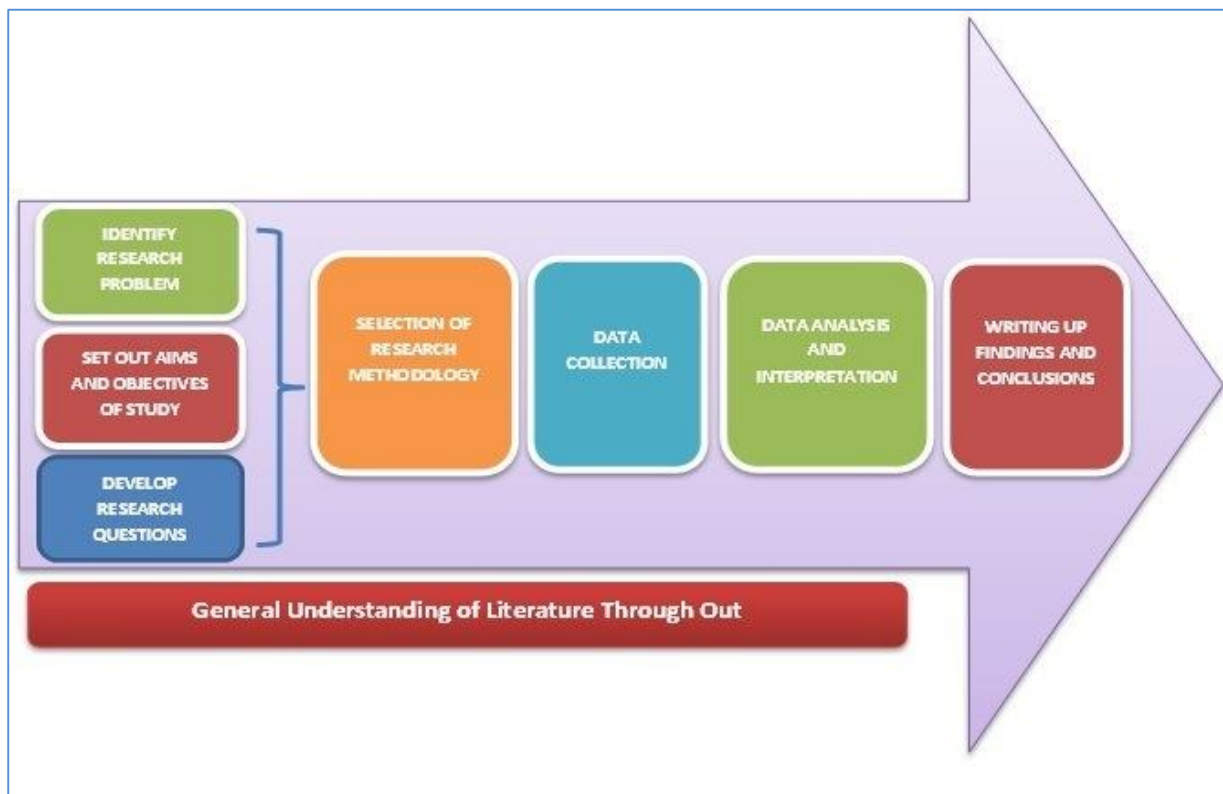 IDENTIFY
RESEARCH
PROBLEM
SET OUT AIMS
AND OBJECTIVES
OF STUDY
DEVELOP
RESEARCH
QUESTIONS
SELECTION OF
RESEARCH
METHODOLOGY
DATA
COLLECTION
DATA ANALYSIS
AND
INTERPRETATION
WRITING UP
FINDINGS AND
CONCLUSIONS
General Understanding of Literature Through Out